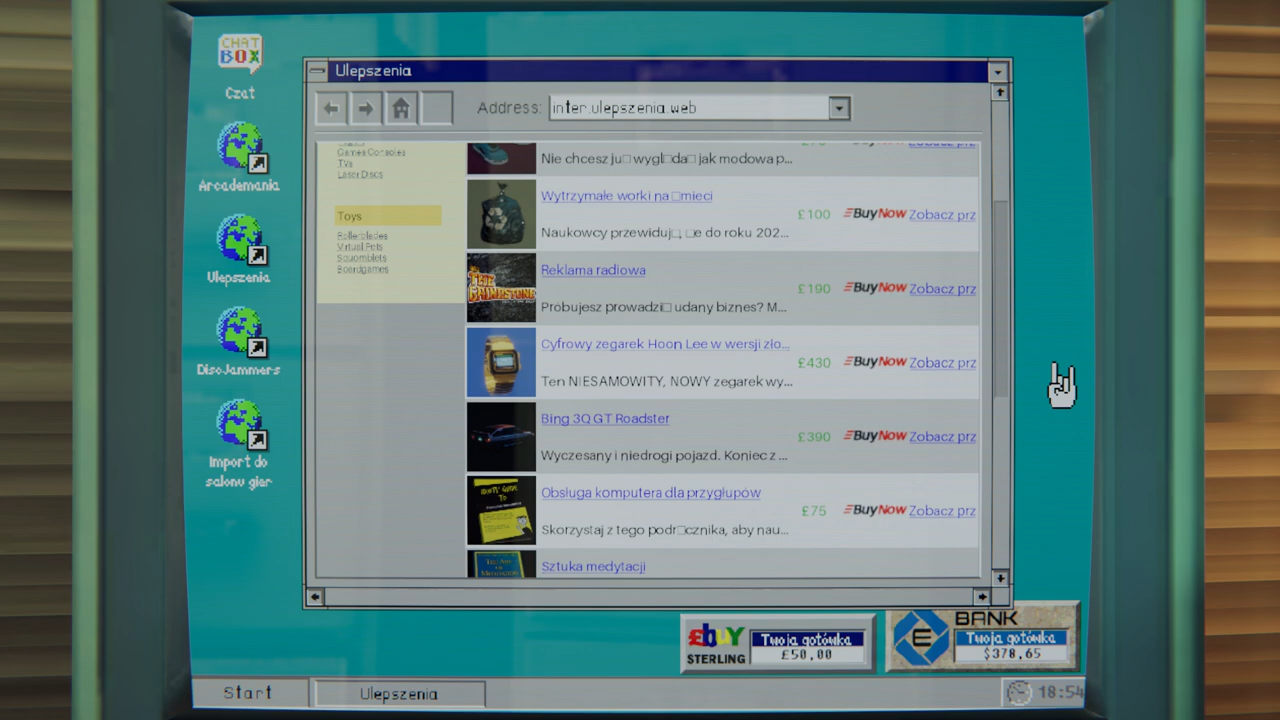 CHAT
BOX
Czat
Arcademania
Ulepszenia
DiscJammers
Import do
salonu gier
Ulepszenia
Address:
inter.ulepszenia.web
Games Consoles
TVs
Laser Discs
Toys
Rollerblades
Virtual Pets
Squomblets
Boardgames
Nie chcesz ju□ wygl□da□ jak modowa p...
Wytrzymałe worki na □mieci
£100
BuyNow Zobacz prz
Naukowcy przewiduj□, □e do roku 202...
Reklama radiowa
£190
BuyNow Zobacz prz
Próbujesz prowadzi□ udany biznes? M...
Cyfrowy zegarek Hoon Lee w wersji zło...
£430
BuyNow Zobacz prz
Ten NIESAMOWITY, NOWY zegarek wy...
Bing 3Q GT Roadster
£390
BuyNow Zobacz prz
Wyczesany i niedrogi pojazd. Koniec z ...
Obsługa komputera dla przygłupów
£75
BuyNow Zobacz prz
Skorzystaj z tego podr□cznika, aby nau...
Sztuka medytacji
ebuy
STERLING
Twoja gotówka
£50,00
E
BANK
Twoja gotówka
$378,65
Start
Ulepszenia
18:54